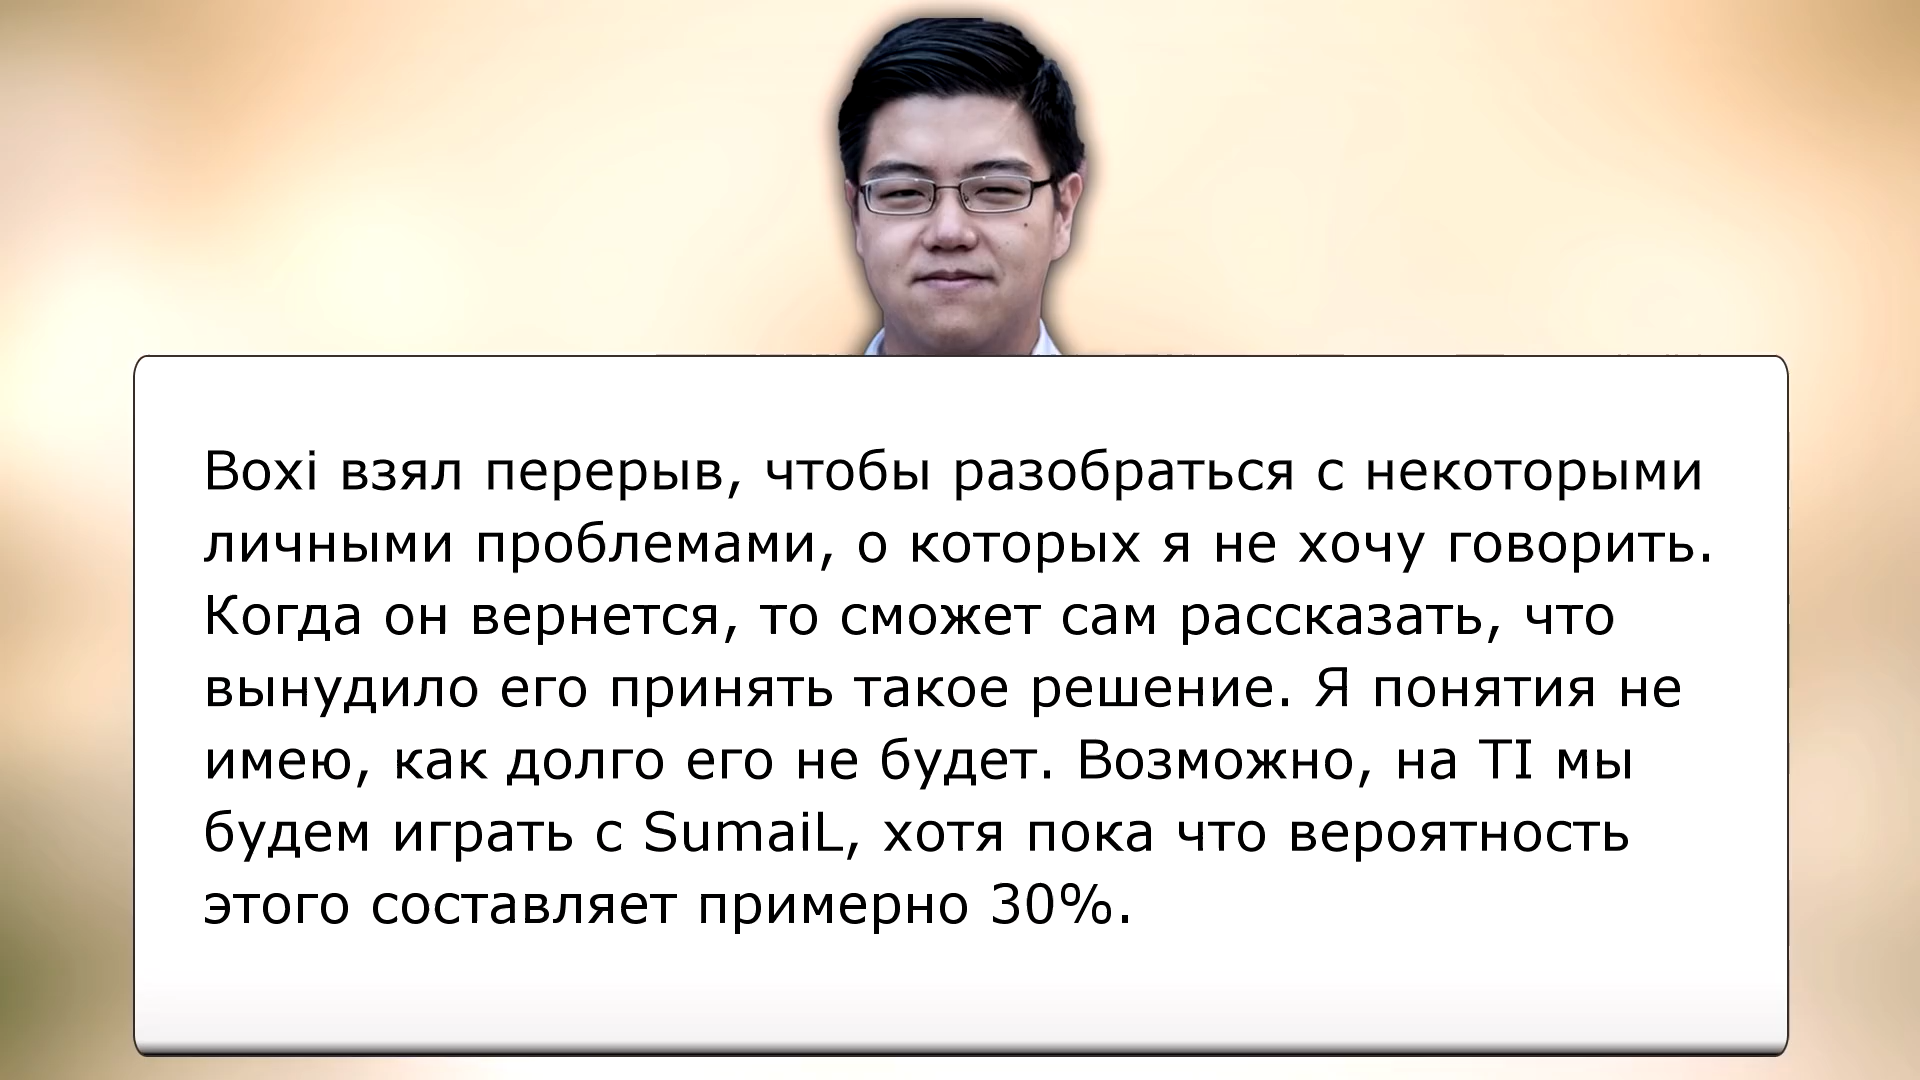 Boxi взял перерыв, чтобы разобраться с некоторыми
личными проблемами, о которых я не хочу говорить.
Когда он вернется, то сможет сам рассказать, что
вынудило его принять такое решение. Я понятия не
имею, как долго его не будет. Возможно, на TI мы
будем играть с SumaiL, хотя пока что вероятность
этого составляет примерно 30%.